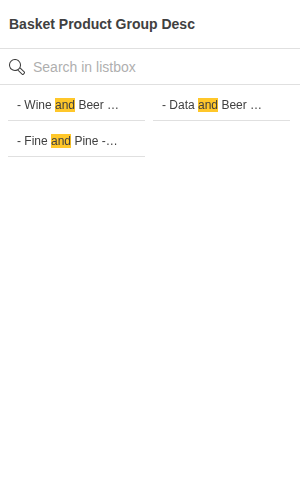 Basket Product Group Desc
Search in listbox
- Wine and Beer ...
- Data and Beer ...
- Fine and Pine -...